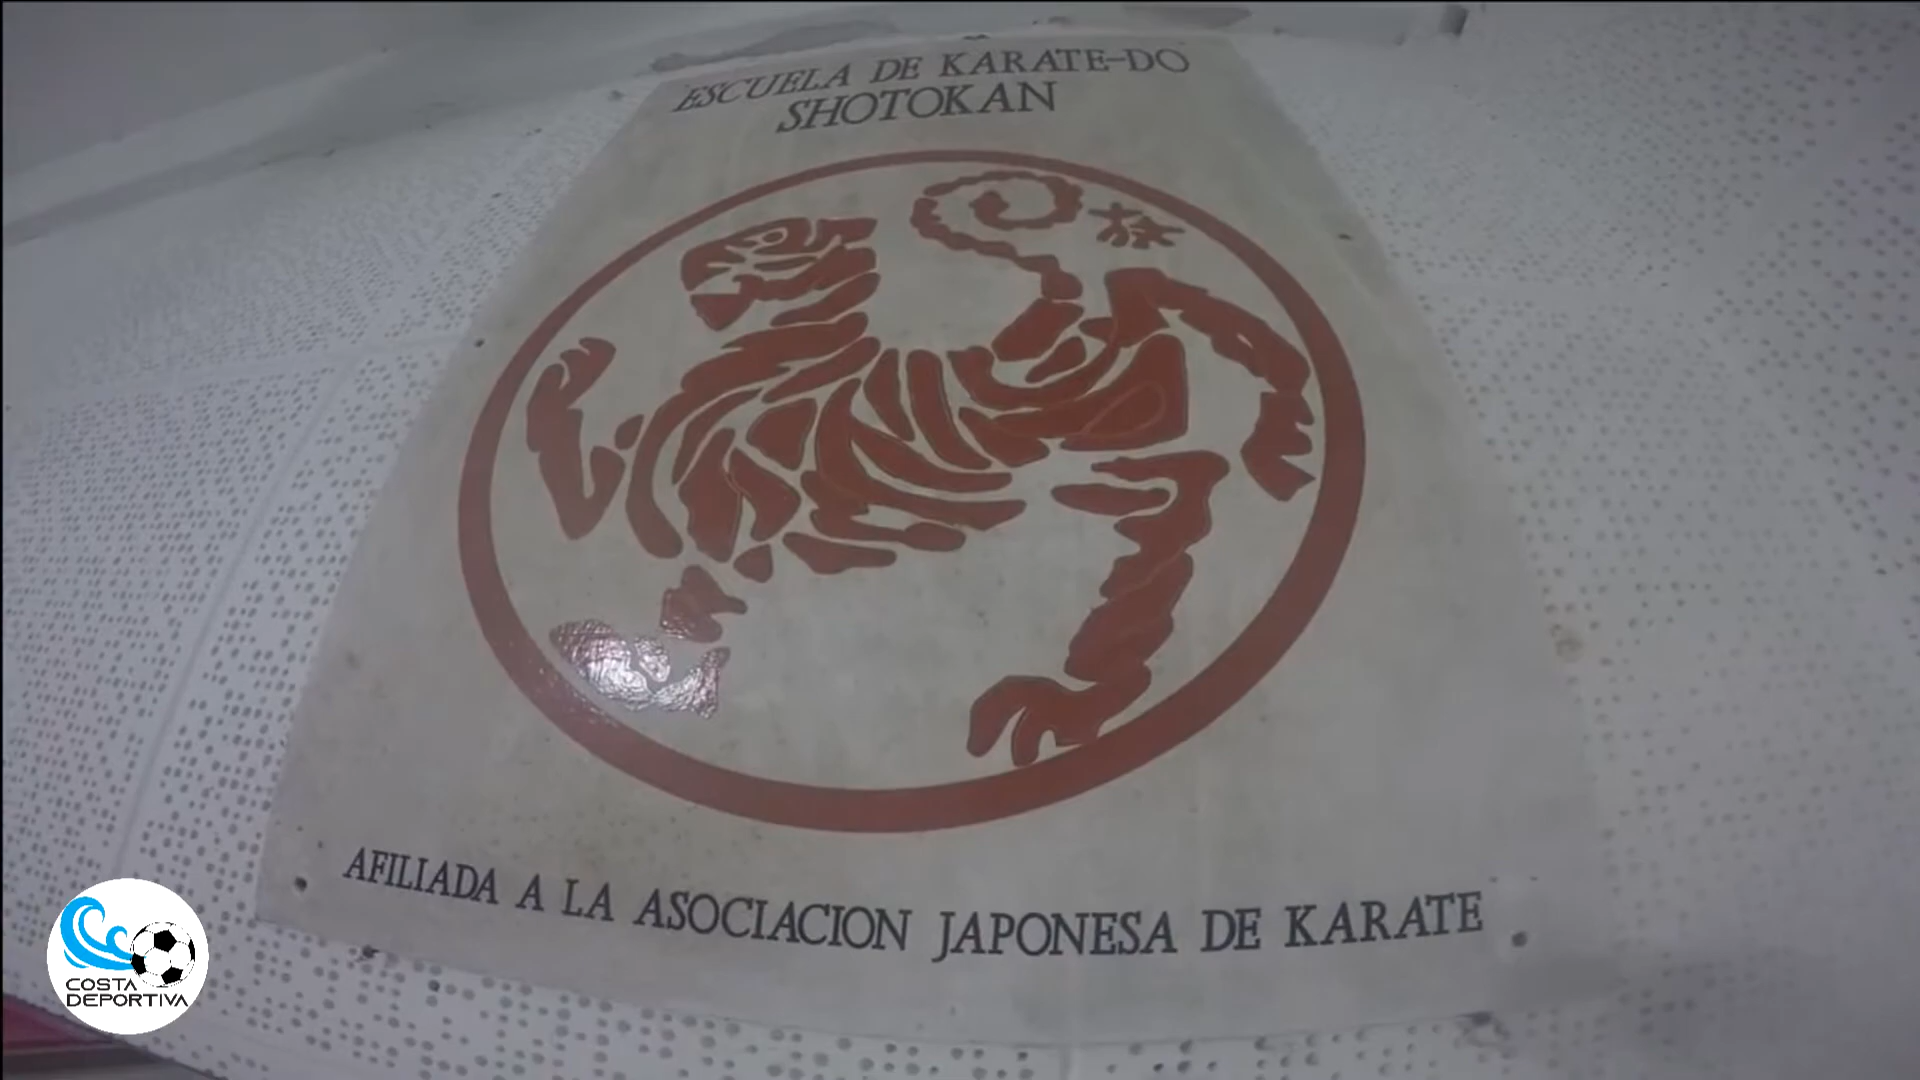 ESCUELA DE KARATE-DO
SHOTOKAN
AFILIADA A LA ASOCIACION JAPONESA DE KARATE
COSTA
DEPORTIVA